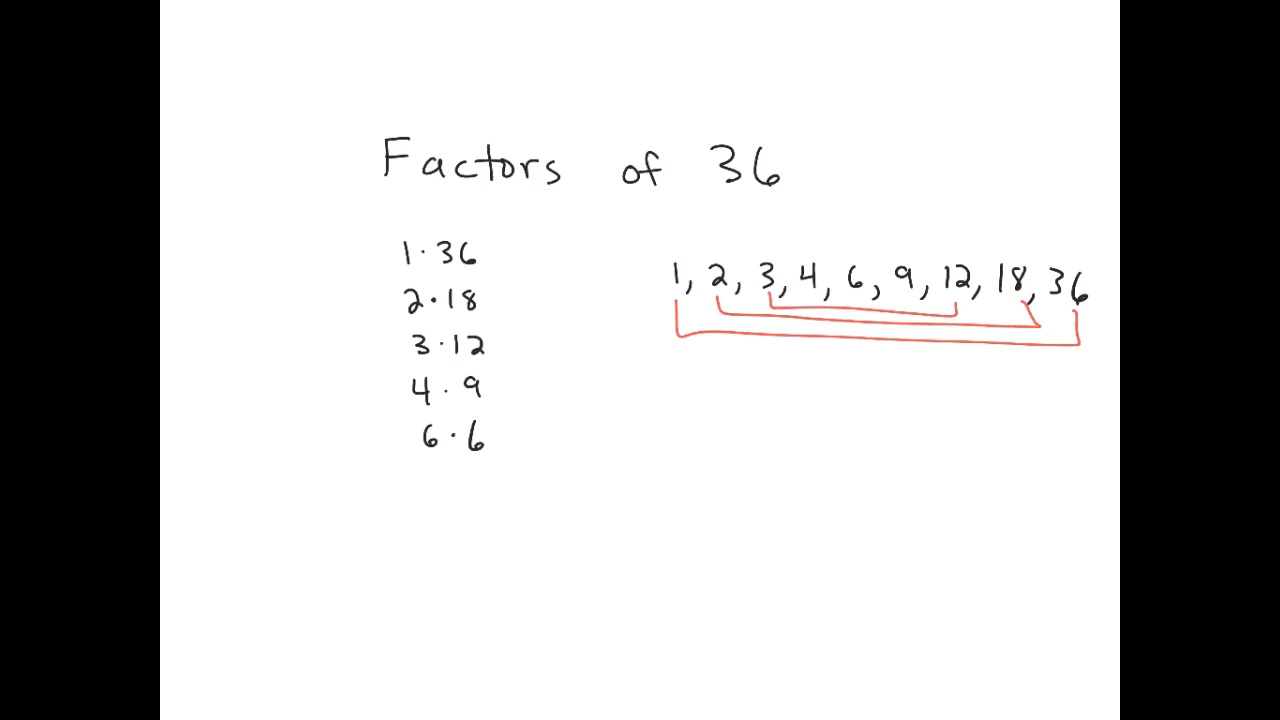 Factors of 36
1 · 36
2 · 18
3 · 12
4 · 9
6 · 6
1, 2, 3, 4, 6, 9, 12, 18, 36